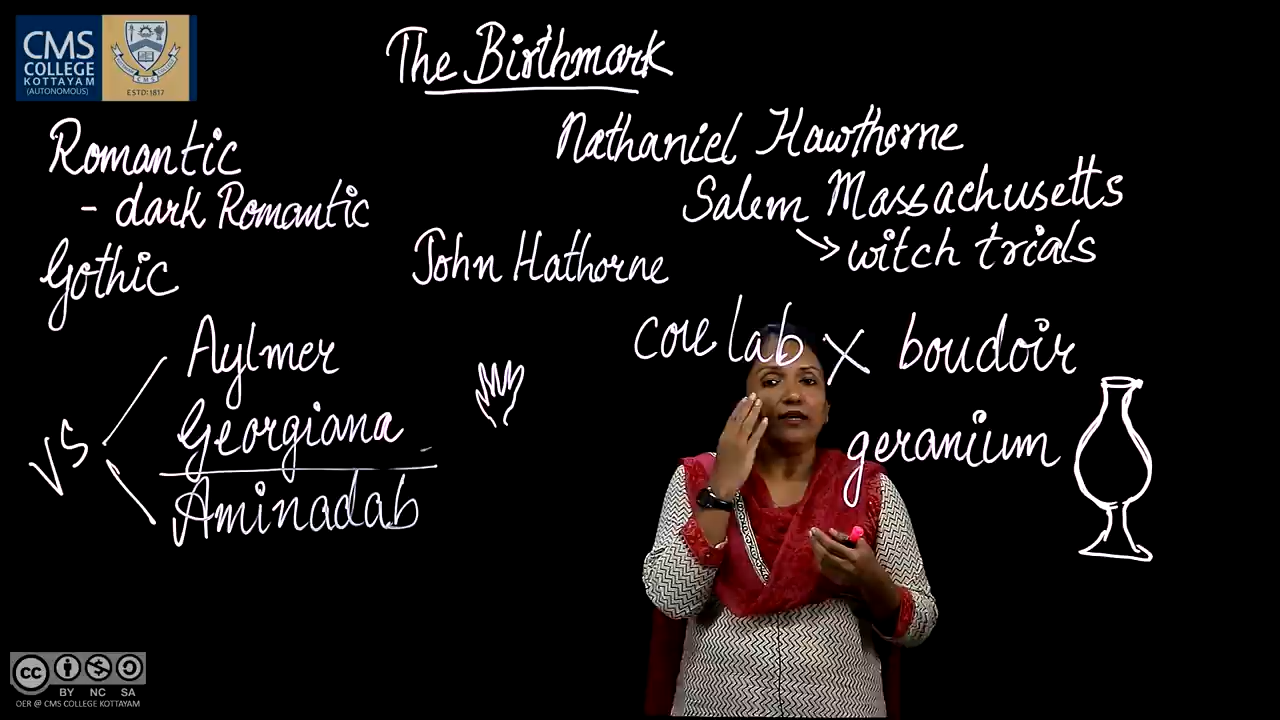 CMS
COLLEGE
KOTTAYAM
(AUTONOMOUS)
ESTD:1817
The Birthmark
Nathaniel Hawthorne
Romantic
- dark Romantic
Salem Massachusetts
witch trials
Gothic
John Hathorne
Aylmer
VS
Georgiana
Aminadab
lab X boudoir
geranium
cc
BY NC SA
OER @ CMS COLLEGE KOTTAYAM